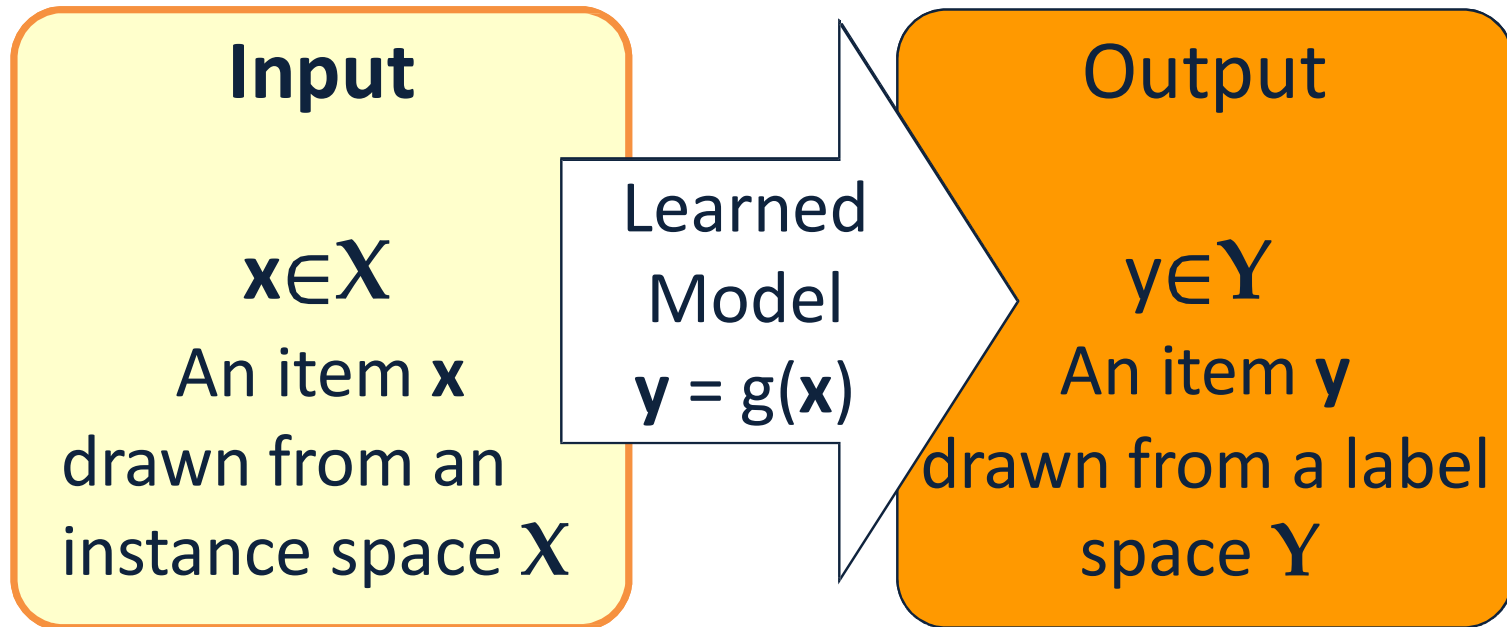 Input
x∈X
An item x
drawn from an
instance space X
Learned
Model
y = g(x)
Output
y∈Y
An item y
drawn from a label
space Y